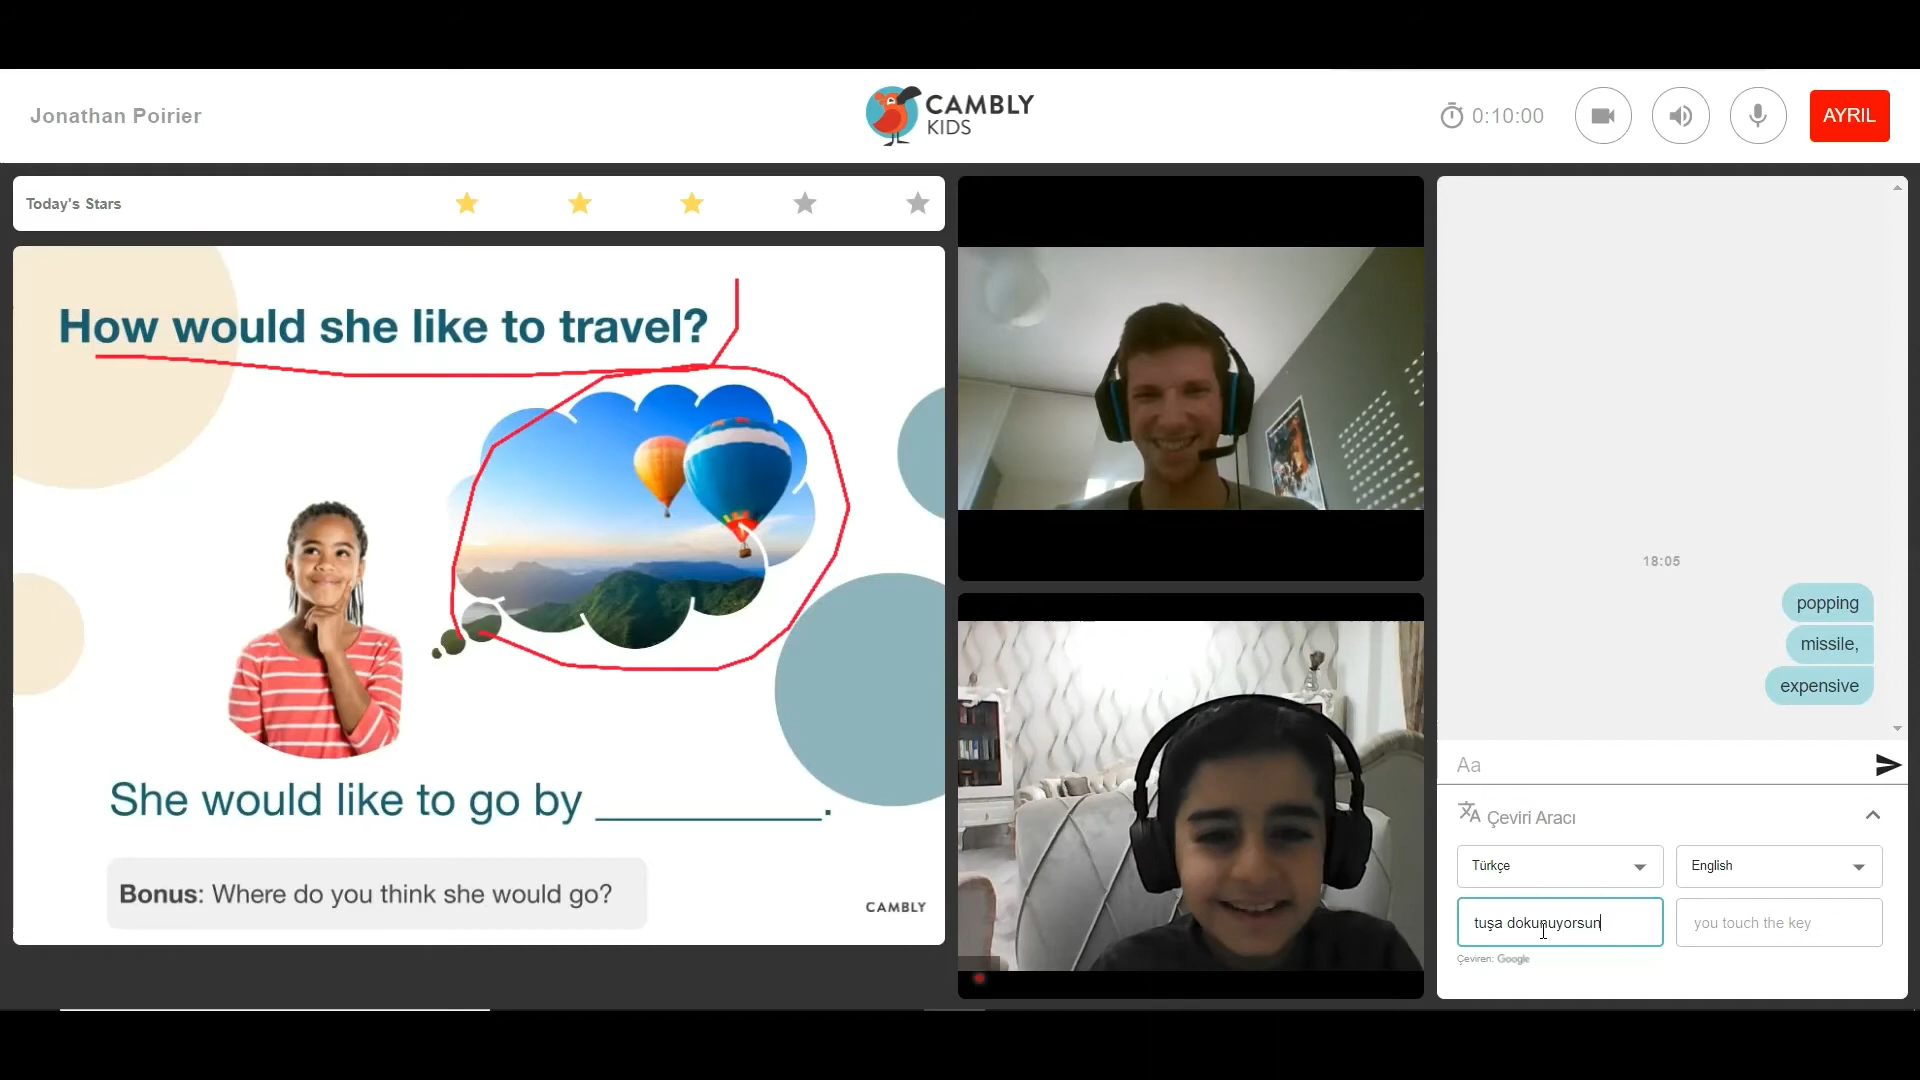 Jonathan Poirier
CAMBLY
KIDS
0:10:00
AYRIL
Today's Stars
How would she like to travel?
She would like to go by __________.
Bonus: Where do you think she would go?
CAMBLY
18:05
popping
missile,
expensive
Aa
Çeviri Aracı
Türkçe
English
tuşa dokunuyorsun
you touch the key
Çeviren: Google